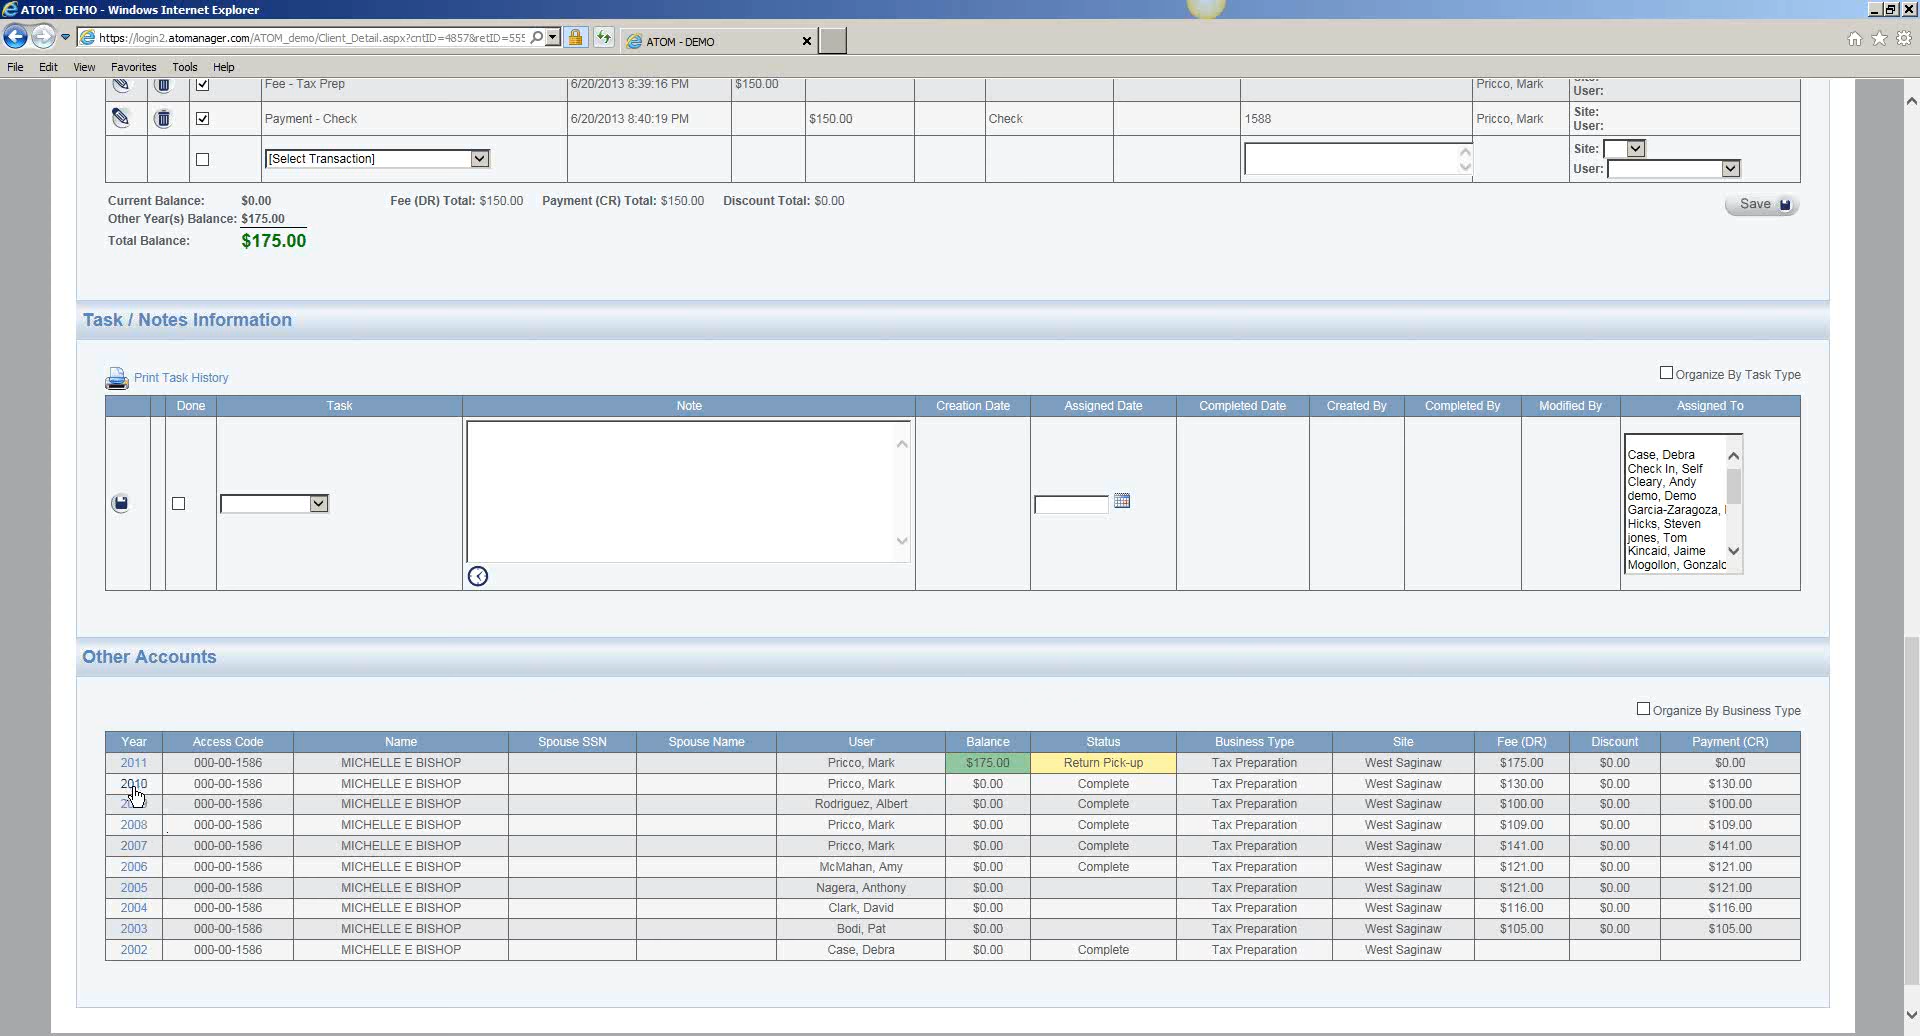 ATOM - DEMO - Windows Internet Explorer
https://login2.atomanager.com/ATOM_demo/Client_Detail.aspx?cntID=4857&retID=555
ATOM - DEMO
File Edit View Favorites Tools Help
Fee - Tax Prep 6/20/2013 8:39:16 PM $150.00 Pricco, Mark
User:
Payment - Check 6/20/2013 8:40:19 PM $150.00 Check 1588 Pricco, Mark Site:
User:
[Select Transaction] Site:
User:
Current Balance: $0.00 Fee (DR) Total: $150.00 Payment (CR) Total: $150.00 Discount Total: $0.00
Save
Other Year(s) Balance: $175.00
Total Balance: $175.00
Task / Notes Information
Print Task History
Organize By Task Type
Done Task Note Creation Date Assigned Date Completed Date Created By Completed By Modified By Assigned To
Case, Debra
Check In, Self
Cleary, Andy
demo, Demo
Garcia-Zaragoza,
Hicks, Steven
jones, Tom
Kincaid, Jaime
Mogollon, Gonzalo
Other Accounts
Organize By Business Type
Year Access Code Name Spouse SSN Spouse Name User Balance Status Business Type Site Fee (DR) Discount Payment (CR)
2011 000-00-1586 MICHELLE E BISHOP Pricco, Mark $175.00 Return Pick-up Tax Preparation West Saginaw $175.00 $0.00 $0.00
2010 000-00-1586 MICHELLE E BISHOP Pricco, Mark $0.00 Complete Tax Preparation West Saginaw $130.00 $0.00 $130.00
000-00-1586 MICHELLE E BISHOP Rodriguez, Albert $0.00 Complete Tax Preparation West Saginaw $100.00 $0.00 $100.00
2008 000-00-1586 MICHELLE E BISHOP Pricco, Mark $0.00 Complete Tax Preparation West Saginaw $109.00 $0.00 $109.00
2007 000-00-1586 MICHELLE E BISHOP Pricco, Mark $0.00 Complete Tax Preparation West Saginaw $141.00 $0.00 $141.00
2006 000-00-1586 MICHELLE E BISHOP McMahan, Amy $0.00 Complete Tax Preparation West Saginaw $121.00 $0.00 $121.00
2005 000-00-1586 MICHELLE E BISHOP Nagera, Anthony $0.00 Tax Preparation West Saginaw $121.00 $0.00 $121.00
2004 000-00-1586 MICHELLE E BISHOP Clark, David $0.00 Tax Preparation West Saginaw $116.00 $0.00 $116.00
2003 000-00-1586 MICHELLE E BISHOP Bodi, Pat $0.00 Tax Preparation West Saginaw $105.00 $0.00 $105.00
2002 000-00-1586 MICHELLE E BISHOP Case, Debra $0.00 Complete Tax Preparation West Saginaw